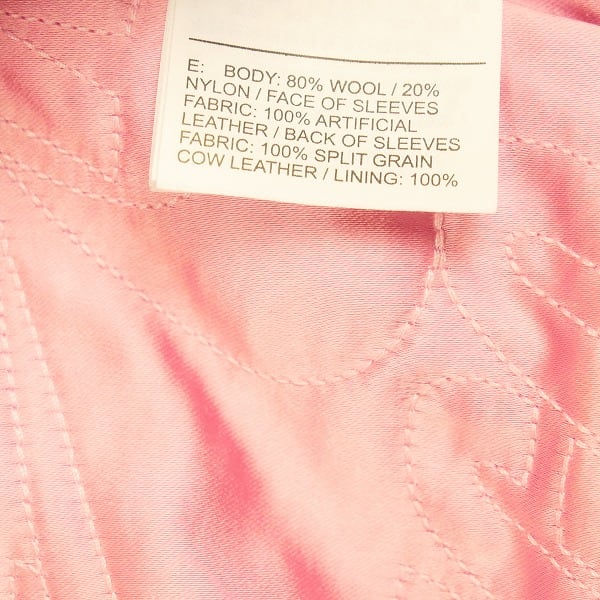 E: BODY: 80% WOOL / 20%
NYLON / FACE OF SLEEVES
FABRIC: 100% ARTIFICIAL
LEATHER / BACK OF SLEEVES
FABRIC: 100% SPLIT GRAIN
COW LEATHER / LINING: 100%